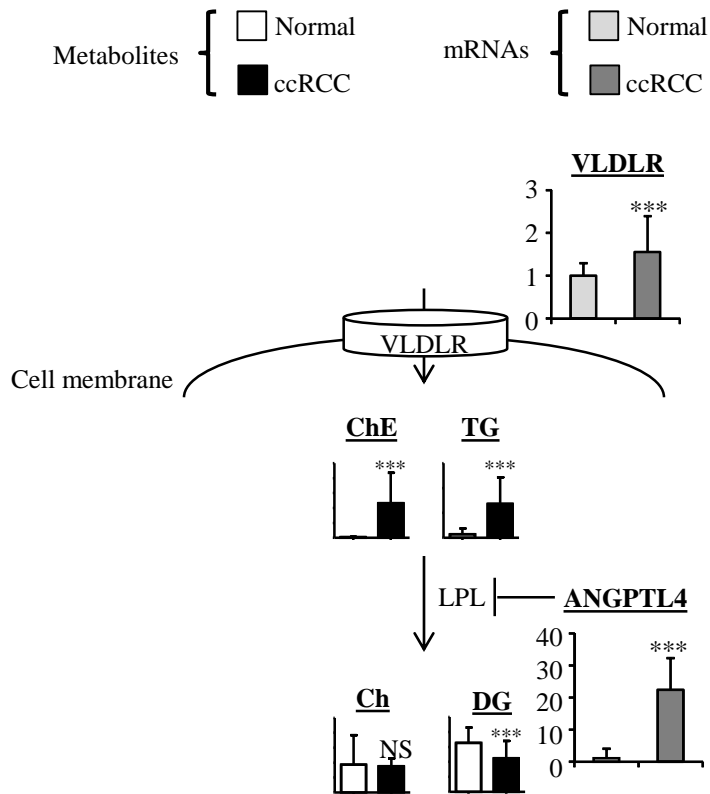 Metabolites
Normal
ccRCC
mRNAs
Normal
ccRCC
VLDLR
3
2
1
0
***
VLDLR
Cell membrane
ChE
***
TG
***
LPL
ANGPTL4
40
30
20
10
0
***
Ch
NS
DG
***